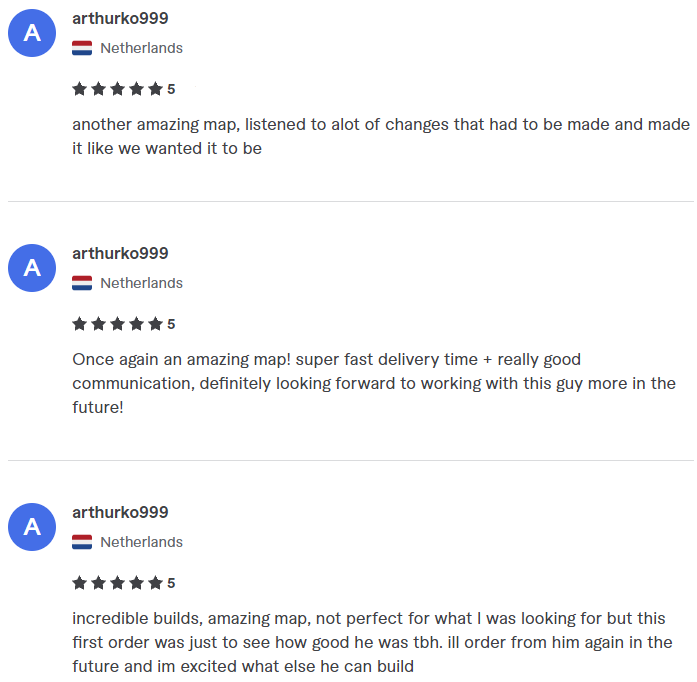 A
arthurko999
Netherlands
5
another amazing map, listened to alot of changes that had to be made and made
it like we wanted it to be
A
arthurko999
Netherlands
5
Once again an amazing map! super fast delivery time + really good
communication, definitely looking forward to working with this guy more in the
future!
A
arthurko999
Netherlands
5
incredible builds, amazing map, not perfect for what I was looking for but this
first order was just to see how good he was tbh. ill order from him again in the
future and im excited what else he can build